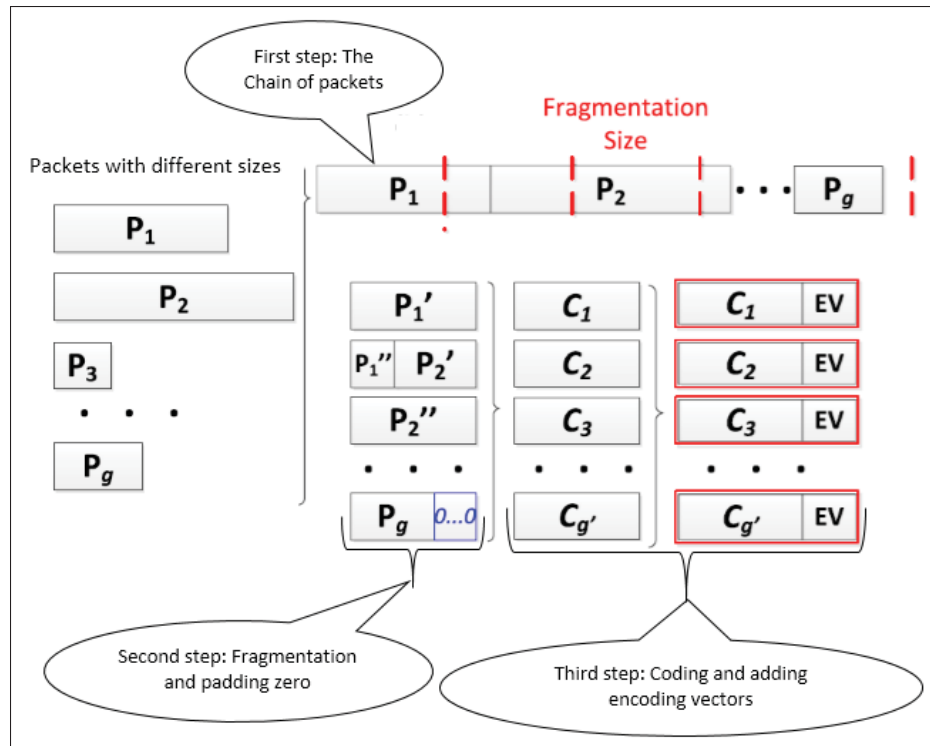 First step: The
Chain of packets
Fragmentation
Size
Packets with different sizes
P1 P2 • • • Pg
P1
P2
P3
• • •
Pg
P1' C1 C1 EV
P1'' P2' C2 C2 EV
P2'' C3 C3 EV
• • • • • • • • •
Pg 0...0 Cg' Cg' EV
Second step: Fragmentation
and padding zero
Third step: Coding and adding
encoding vectors